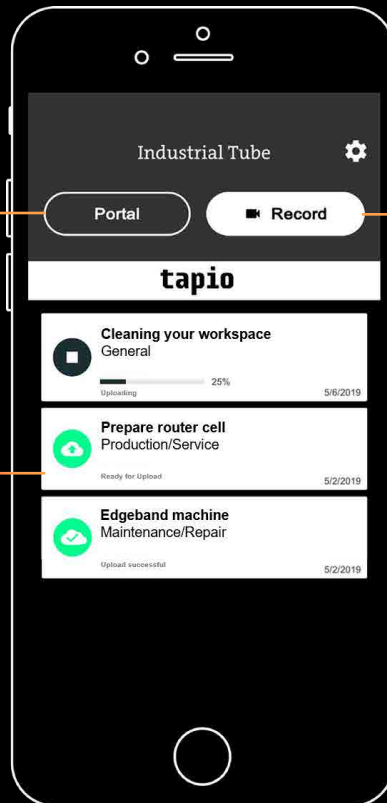 Industrial Tube
Portal
Record
tapio
Cleaning your workspace
General
25%
Uploading
5/6/2019
Prepare router cell
Production/Service
Ready for Upload
5/2/2019
Edgeband machine
Maintenance/Repair
Upload successful
5/2/2019